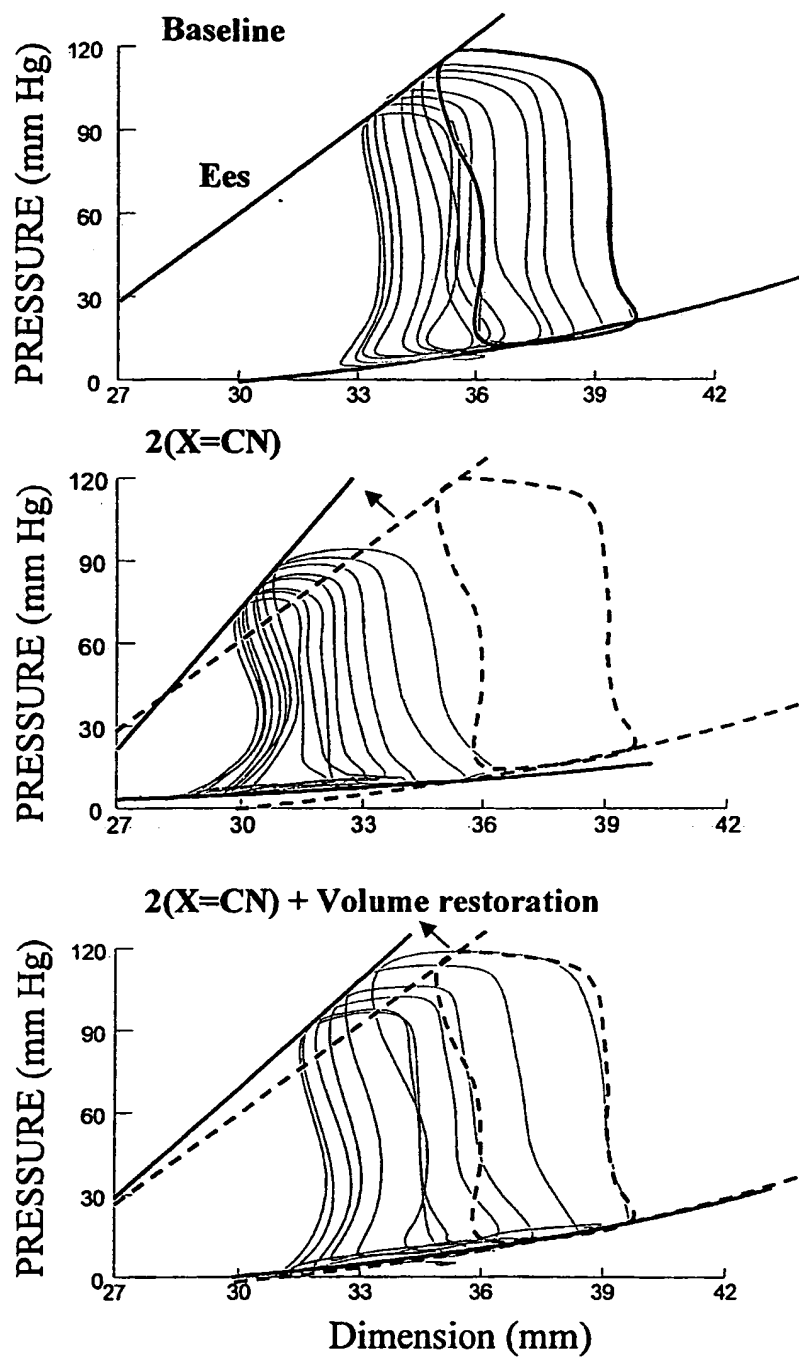 Baseline
PRESSURE (mm Hg)
120
90
60
30
0
Ees
27 30 33 36 39 42
2(X=CN)
PRESSURE (mm Hg)
120
90
60
30
0
27 30 33 36 39 42
2(X=CN) + Volume restoration
PRESSURE (mm Hg)
120
90
60
30
0
27 30 33 36 39 42
Dimension (mm)